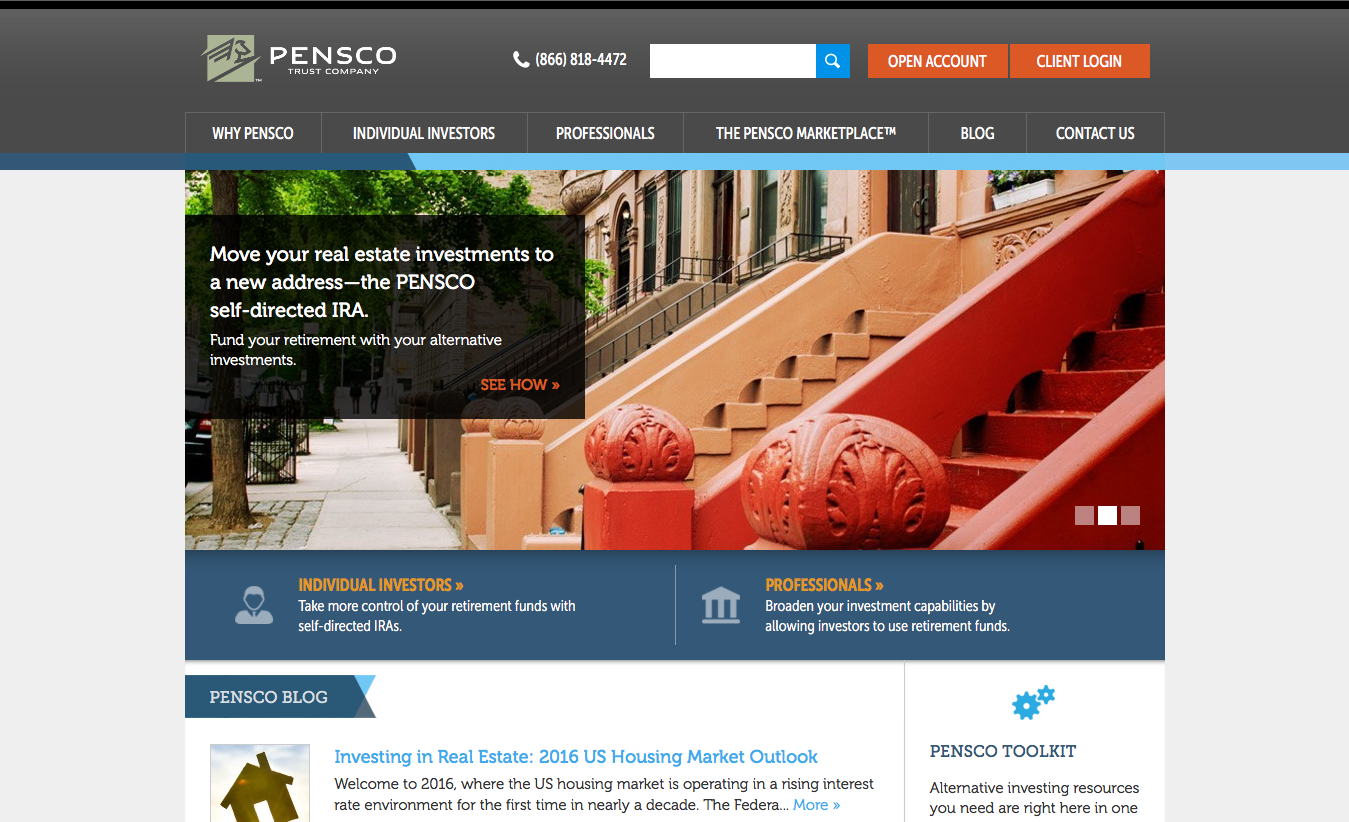 PENSCO
TRUST COMPANY™
(866) 818-4472
OPEN ACCOUNT
CLIENT LOGIN
WHY PENSCO
INDIVIDUAL INVESTORS
PROFESSIONALS
THE PENSCO MARKETPLACE™
BLOG
CONTACT US
Move your real estate investments to
a new address—the PENSCO
self-directed IRA.
Fund your retirement with your alternative
investments.
SEE HOW »
INDIVIDUAL INVESTORS »
Take more control of your retirement funds with
self-directed IRAs.
PROFESSIONALS »
Broaden your investment capabilities by
allowing investors to use retirement funds.
PENSCO BLOG
Investing in Real Estate: 2016 US Housing Market Outlook
Welcome to 2016, where the US housing market is operating in a rising interest
rate environment for the first time in nearly a decade. The Federa... More »
PENSCO TOOLKIT
Alternative investing resources
you need are right here in one